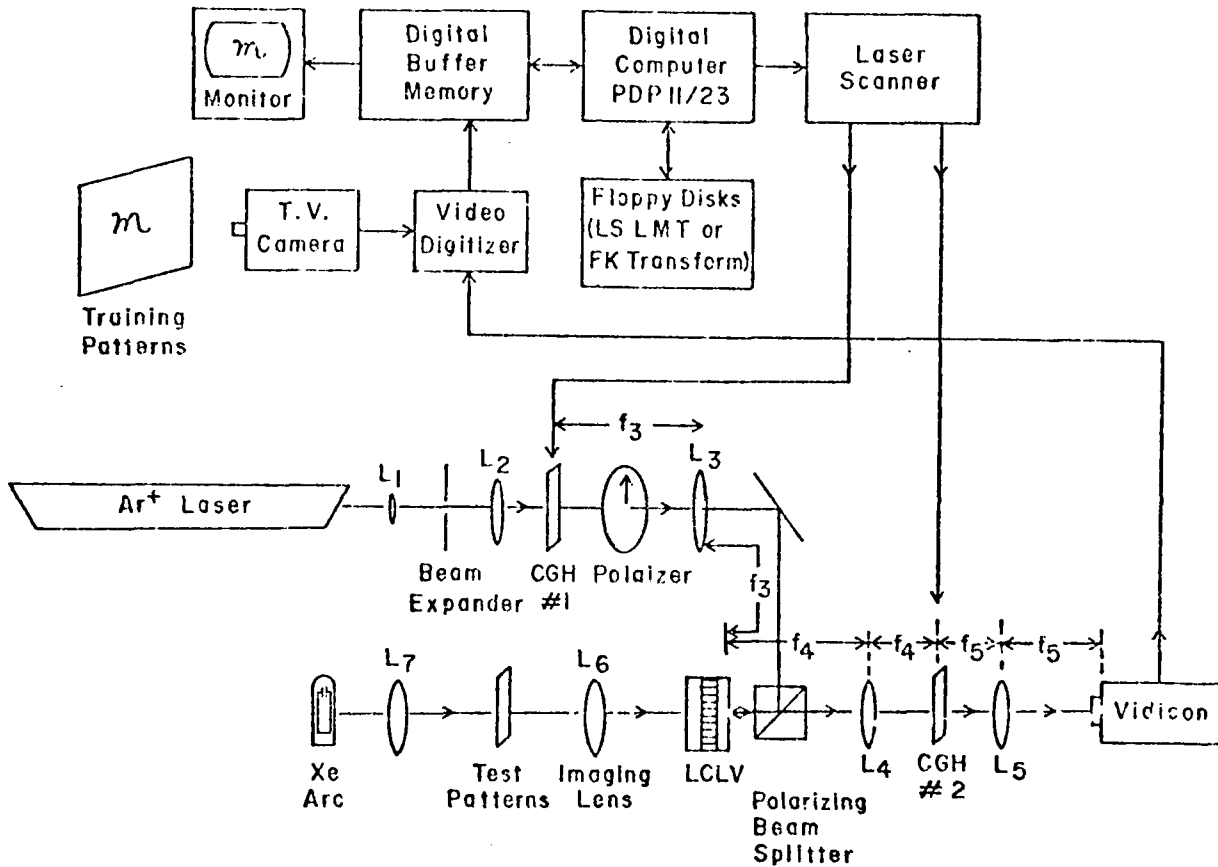 𝓂
Monitor
Digital
Buffer
Memory
Digital
Computer
PDP 11/23
Laser
Scanner
m
Training
Patterns
T.V.
Camera
Video
Digitizer
Floppy Disks
(LS LMT or
FK Transform)
f3
Ar+ Laser
L1
L2
L3
Beam
Expander
CGH
#1
Polaizer
f3
f4
f4
f5
f5
Xe
Arc
L7
Test
Patterns
L6
Imaging
Lens
LCLV
Polarizing
Beam
Splitter
L4
CGH
#2
L5
Vidicon